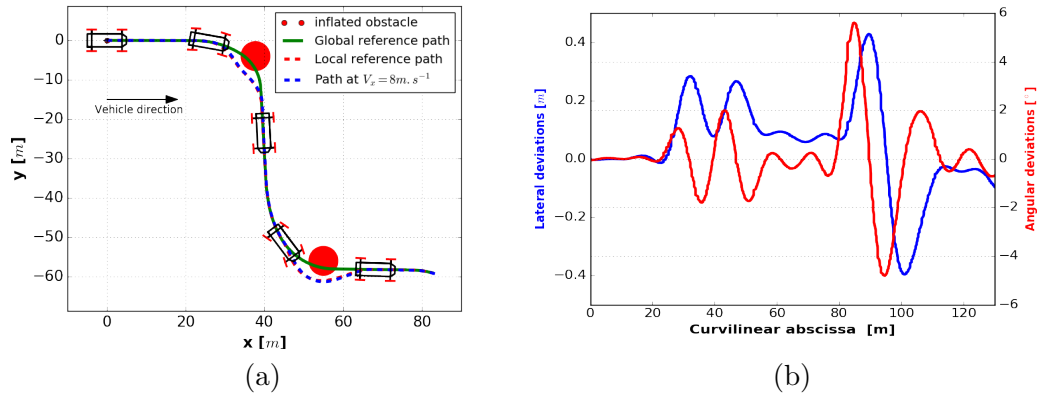 inflated obstacle
Global reference path
Local reference path
Path at Vₓ = 8m.s⁻¹
Vehicle direction
0
−10
−20
−30
−40
−50
−60
y [m]
0 20 40 60 80
x [m]
(a)
0.4
0.2
0.0
−0.2
−0.4
Lateral deviations [m]
6
4
2
0
−2
−4
−6
Angular deviations [°]
0 20 40 60 80 100 120
Curvilinear abscissa [m]
(b)